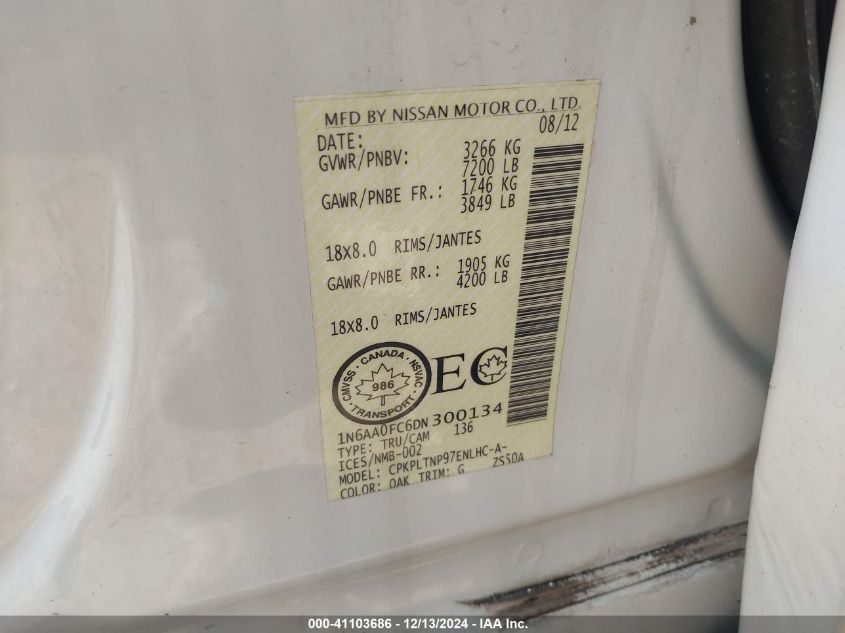 MFD BY NISSAN MOTOR CO., LTD.
DATE: 08/12
GVWR/PNBV: 3266 KG
7200 LB
GAWR/PNBE FR.: 1746 KG
3849 LB
18x8.0 RIMS/JANTES
GAWR/PNBE RR.: 1905 KG
4200 LB
18x8.0 RIMS/JANTES
CMVSS · CANADA · NSVAC
986
· TRANSPORT ·
EC
1N6AA0FC6DN300134
TYPE: TRU/CAM 136
ICES/NMB-002
MODEL: CPKPLTNP97ENLHC-A-
COLOR: QAK TRIM: G ZS50A
000-41103686 - 12/13/2024 - IAA Inc.